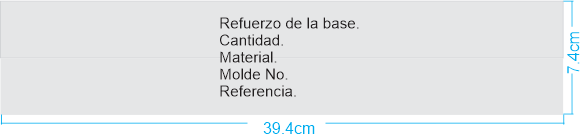 Refuerzo de la base.
Cantidad.
Material.
Molde No.
Referencia.
7.4cm
39.4cm